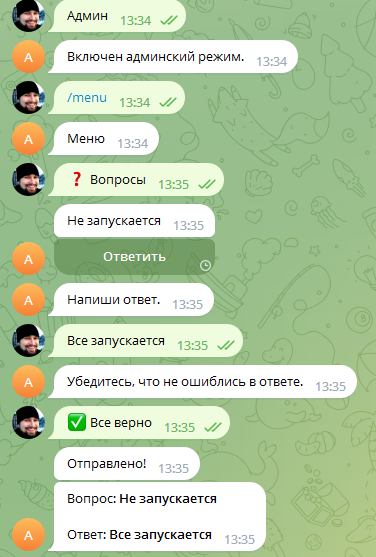 Админ 13:34
А
Включен админский режим. 13:34
/menu 13:34
А
Меню 13:34
❓ Вопросы 13:35
Не запускается 13:35
А
Ответить
А
Напиши ответ. 13:35
Все запускается 13:35
А
Убедитесь, что не ошиблись в ответе. 13:35
✅ Все верно 13:35
Отправлено! 13:35
Вопрос: Не запускается
А
Ответ: Все запускается 13:35